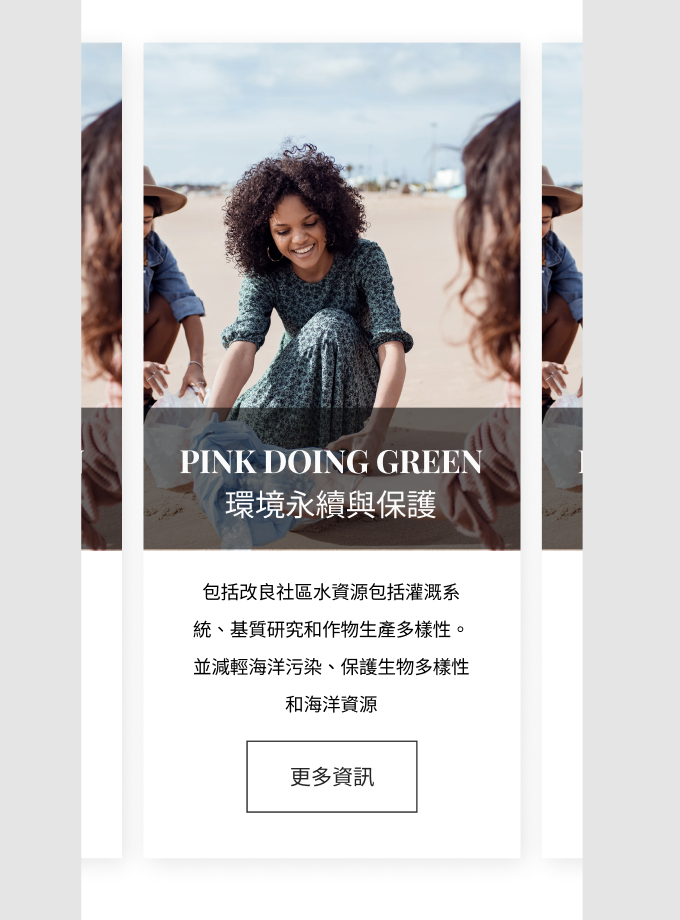 PINK DOING GREEN
環境永續與保護
包括改良社區水資源包括灌溉系
統、基質研究和作物生產多樣性。
並減輕海洋污染、保護生物多樣性
和海洋資源
更多資訊